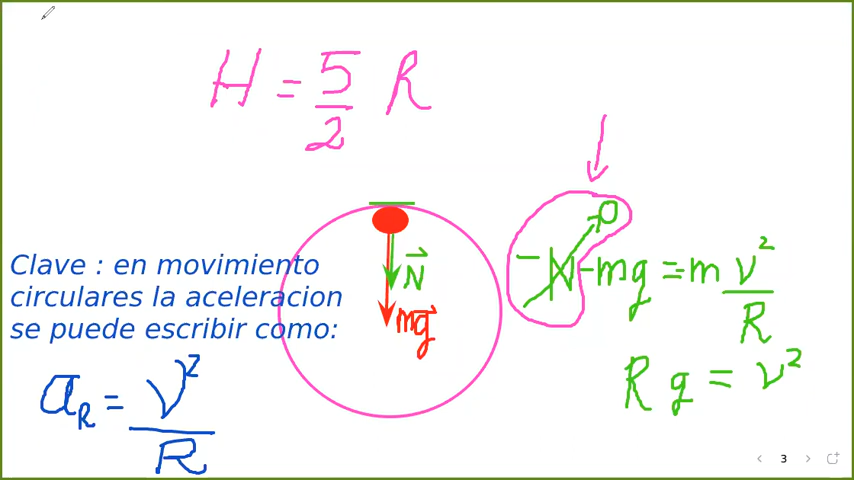 H = 5/2 R
0
Clave : en movimiento
circulares la aceleracion
se puede escribir como:
N⃗
mg⃗
-N-mg=m v²/R
R g = v²
a_R = v²/R
3